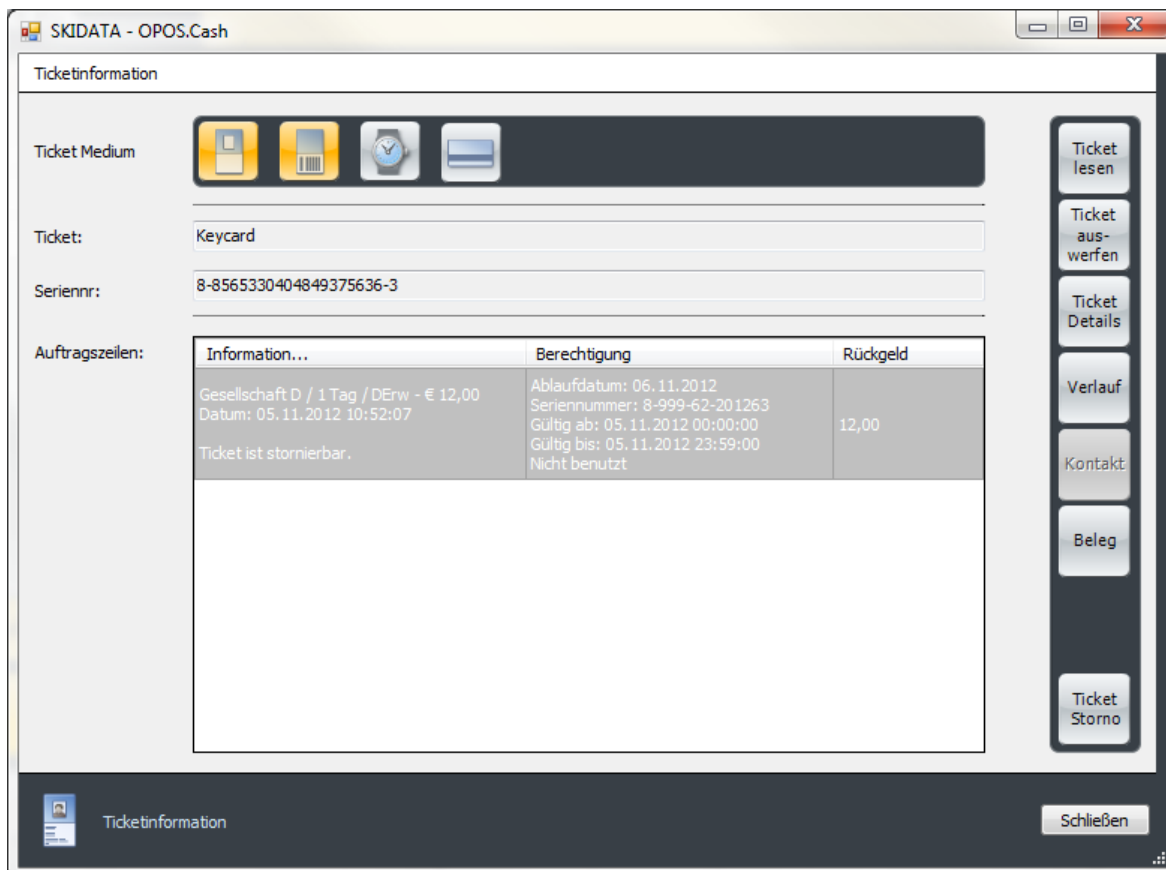 SKIDATA - OPOS.Cash
Ticketinformation
Ticket Medium
Ticket: Keycard
Seriennr: 8-8565330404849375636-3
Auftragszeilen:
Information... Berechtigung Rückgeld
Gesellschaft D / 1 Tag / DErw - € 12,00
Datum: 05.11.2012 10:52:07
Ticket ist stornierbar.
Ablaufdatum: 06.11.2012
Seriennummer: 8-999-62-201263
Gültig ab: 05.11.2012 00:00:00
Gültig bis: 05.11.2012 23:59:00
Nicht benutzt
12,00
Ticket
lesen
Ticket
aus-
werfen
Ticket
Details
Verlauf
Kontakt
Beleg
Ticket
Storno
Ticketinformation
Schließen